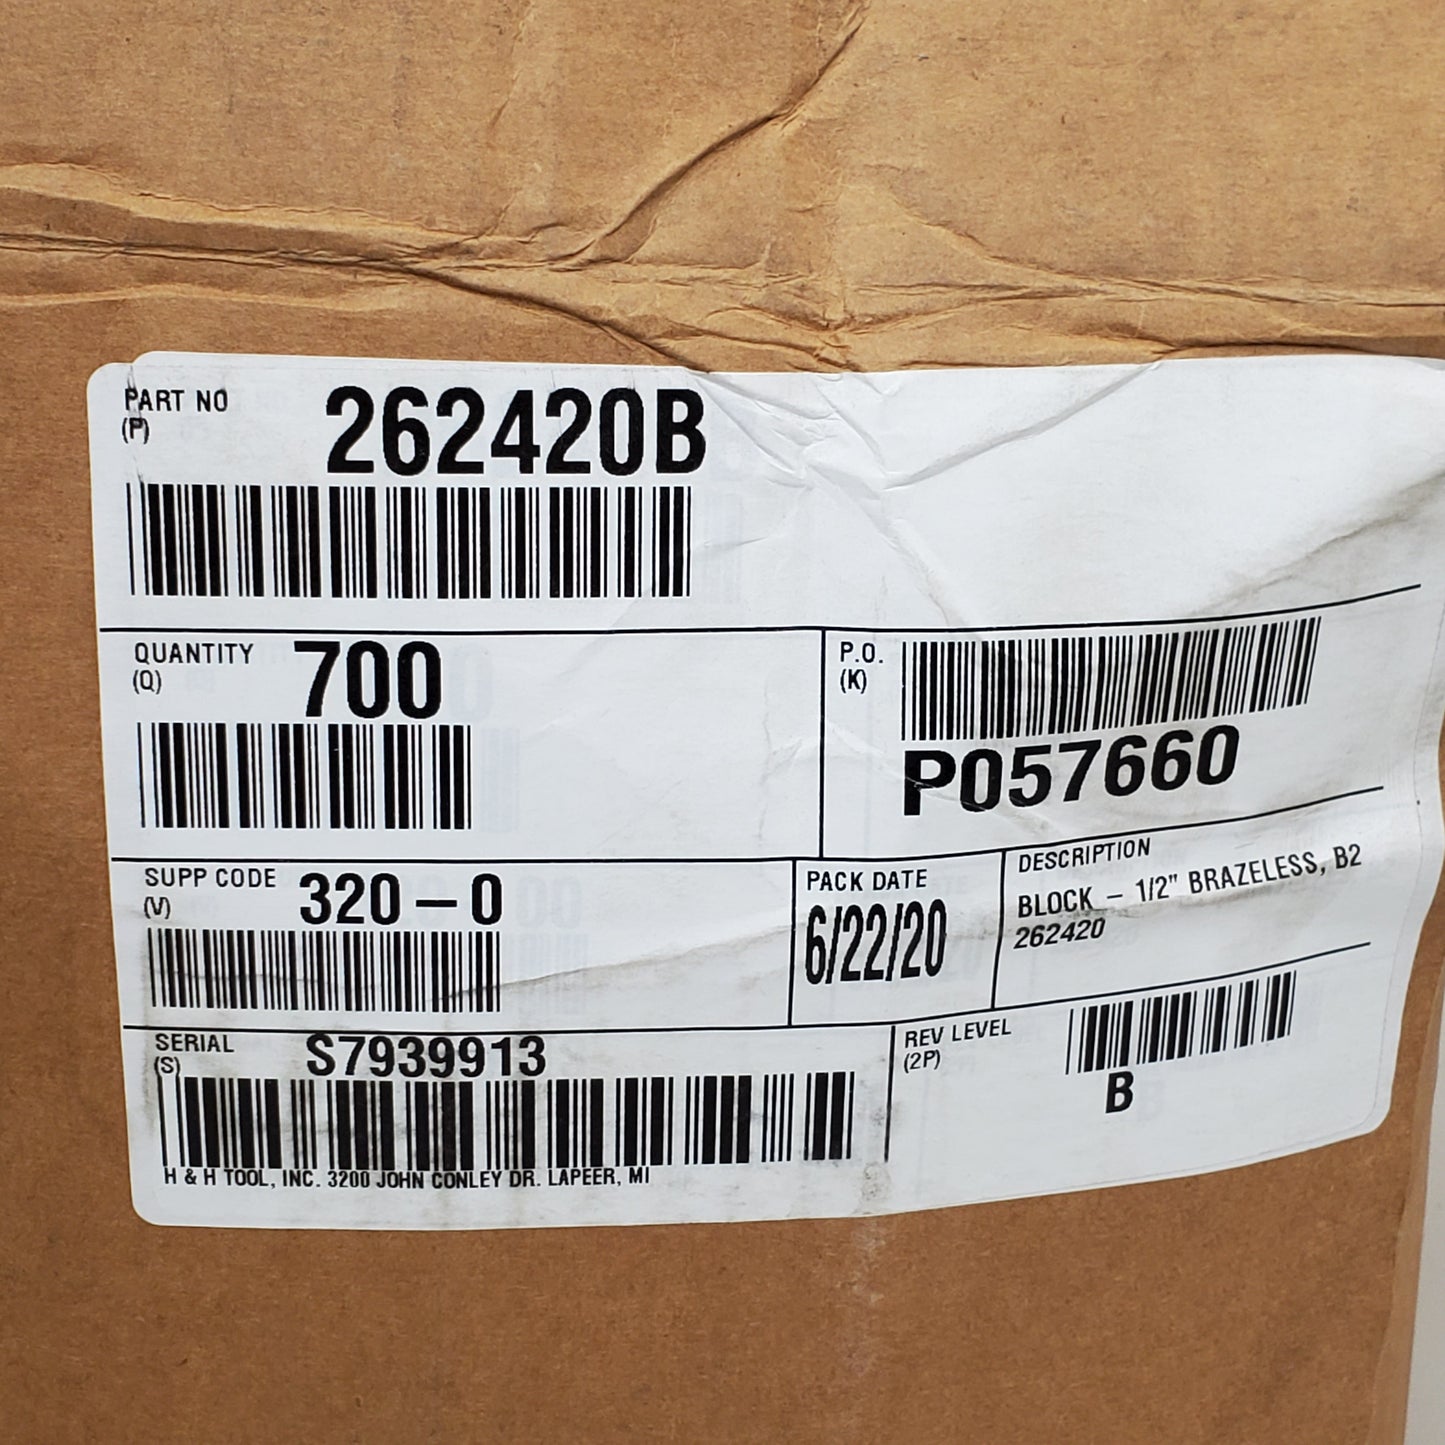 PART NO
(P)
262420B
QUANTITY
(Q)
700
P.O.
(K)
P057660
SUPP CODE
(V)
320-0
PACK DATE
6/22/20
DESCRIPTION
BLOCK - 1/2" BRAZELESS, B2
262420
SERIAL
(S)
S7939913
REV LEVEL
(2P)
B
H & H TOOL, INC. 3200 JOHN CONLEY DR. LAPEER, MI